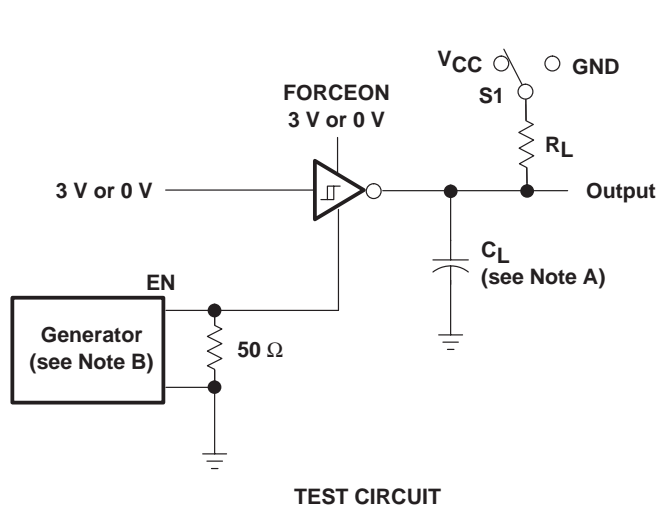 VCC
GND
S1
FORCEON
3 V or 0 V
RL
3 V or 0 V
Output
CL
(see Note A)
EN
Generator
(see Note B)
50 Ω
TEST CIRCUIT